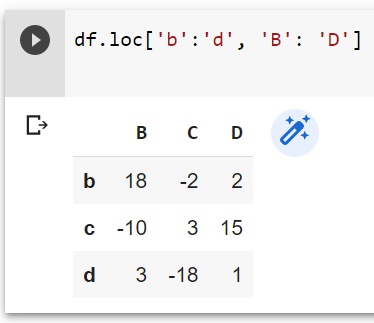 df.loc['b':'d', 'B': 'D']
B C D
b 18 -2 2
c -10 3 15
d 3 -18 1